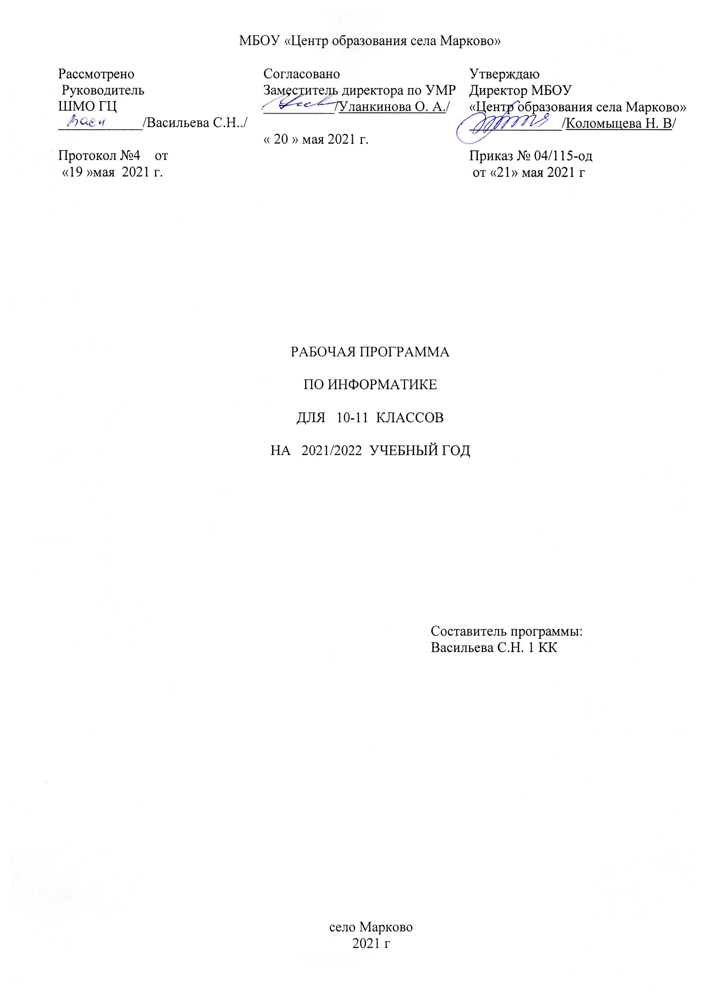 МБОУ «Центр образования села Марково»
Рассмотрено
Руководитель
ШМО ГЦ
____________/Васильева С.Н../
Протокол №4 от
«19 »мая 2021 г.
Согласовано
Заместитель директора по УМР
__________/Уланкинова О. А./
« 20 » мая 2021 г.
Утверждаю
Директор МБОУ
«Центр образования села Марково»
_____________/Коломыцева Н. В/
Приказ № 04/115-од
от «21» мая 2021 г
РАБОЧАЯ ПРОГРАММА
ПО ИНФОРМАТИКЕ
ДЛЯ 10-11 КЛАССОВ
НА 2021/2022 УЧЕБНЫЙ ГОД
Составитель программы:
Васильева С.Н. 1 КК
село Марково
2021 г